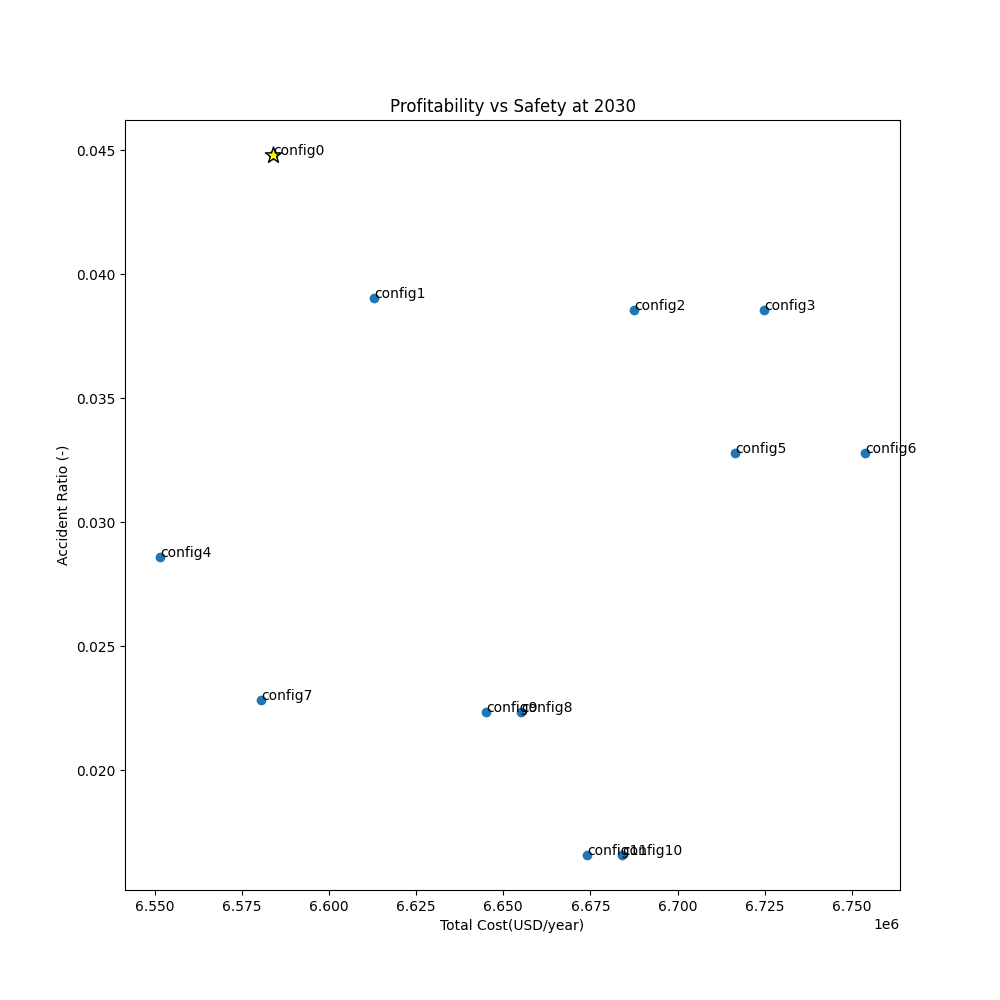 Profitability vs Safety at 2030
0.045
config0
0.040
config1
config2
config3
0.035
config5
config6
Accident Ratio (-)
0.030
config4
0.025
config7
config9
config8
0.020
config11
config10
6.550
6.575
6.600
6.625
6.650
6.675
6.700
6.725
6.750
1e6
Total Cost(USD/year)